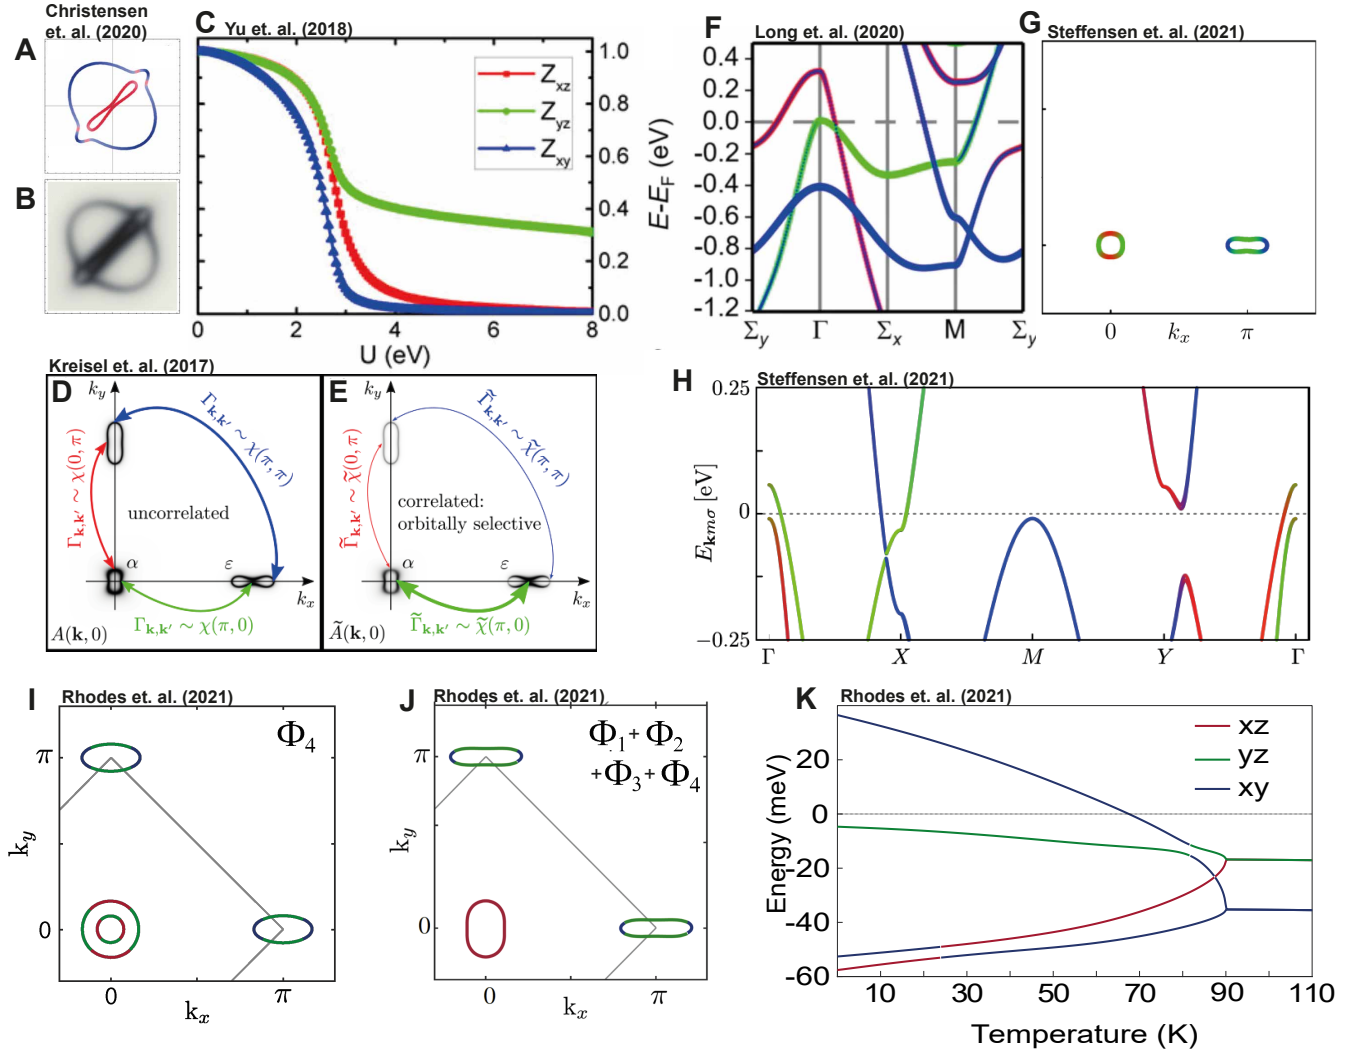 Christensen
et. al. (2020)
A
B
C
Yu et. al. (2018)
Z_xz
Z_yz
Z_xy
1.0
0.8
0.6
0.4
0.2
0.0
0 2 4 6 8
U (eV)
F
Long et. al. (2020)
E-E_F (eV)
0.4
0.2
0.0
-0.2
-0.4
-0.6
-0.8
-1.0
-1.2
Σ_y Γ Σ_x M Σ_y
G
Steffensen et. al. (2021)
0 k_x π
Kreisel et. al. (2017)
D
k_y
Γ_k,k' ~ χ(0, π)
Γ_k,k' ~ χ(π, π)
uncorrelated
α
ε
k_x
Γ_k,k' ~ χ(π, 0)
A(k, 0)
E
k_y
Γ̃_k,k' ~ χ̃(0, π)
Γ̃_k,k' ~ χ̃(π, π)
correlated:
orbitally selective
α
ε
k_x
Γ̃_k,k' ~ χ̃(π, 0)
Ã(k, 0)
H
Steffensen et. al. (2021)
E_kmσ [eV]
0.25
0
−0.25
Γ X M Y Γ
I
Rhodes et. al. (2021)
Φ_4
k_y
π
0
0 π
k_x
J
Rhodes et. al. (2021)
Φ_1 + Φ_2
+Φ_3 + Φ_4
k_y
π
0
0 π
k_x
K
Rhodes et. al. (2021)
xz
yz
xy
Energy (meV)
20
0
-20
-40
-60
10 30 50 70 90 110
Temperature (K)